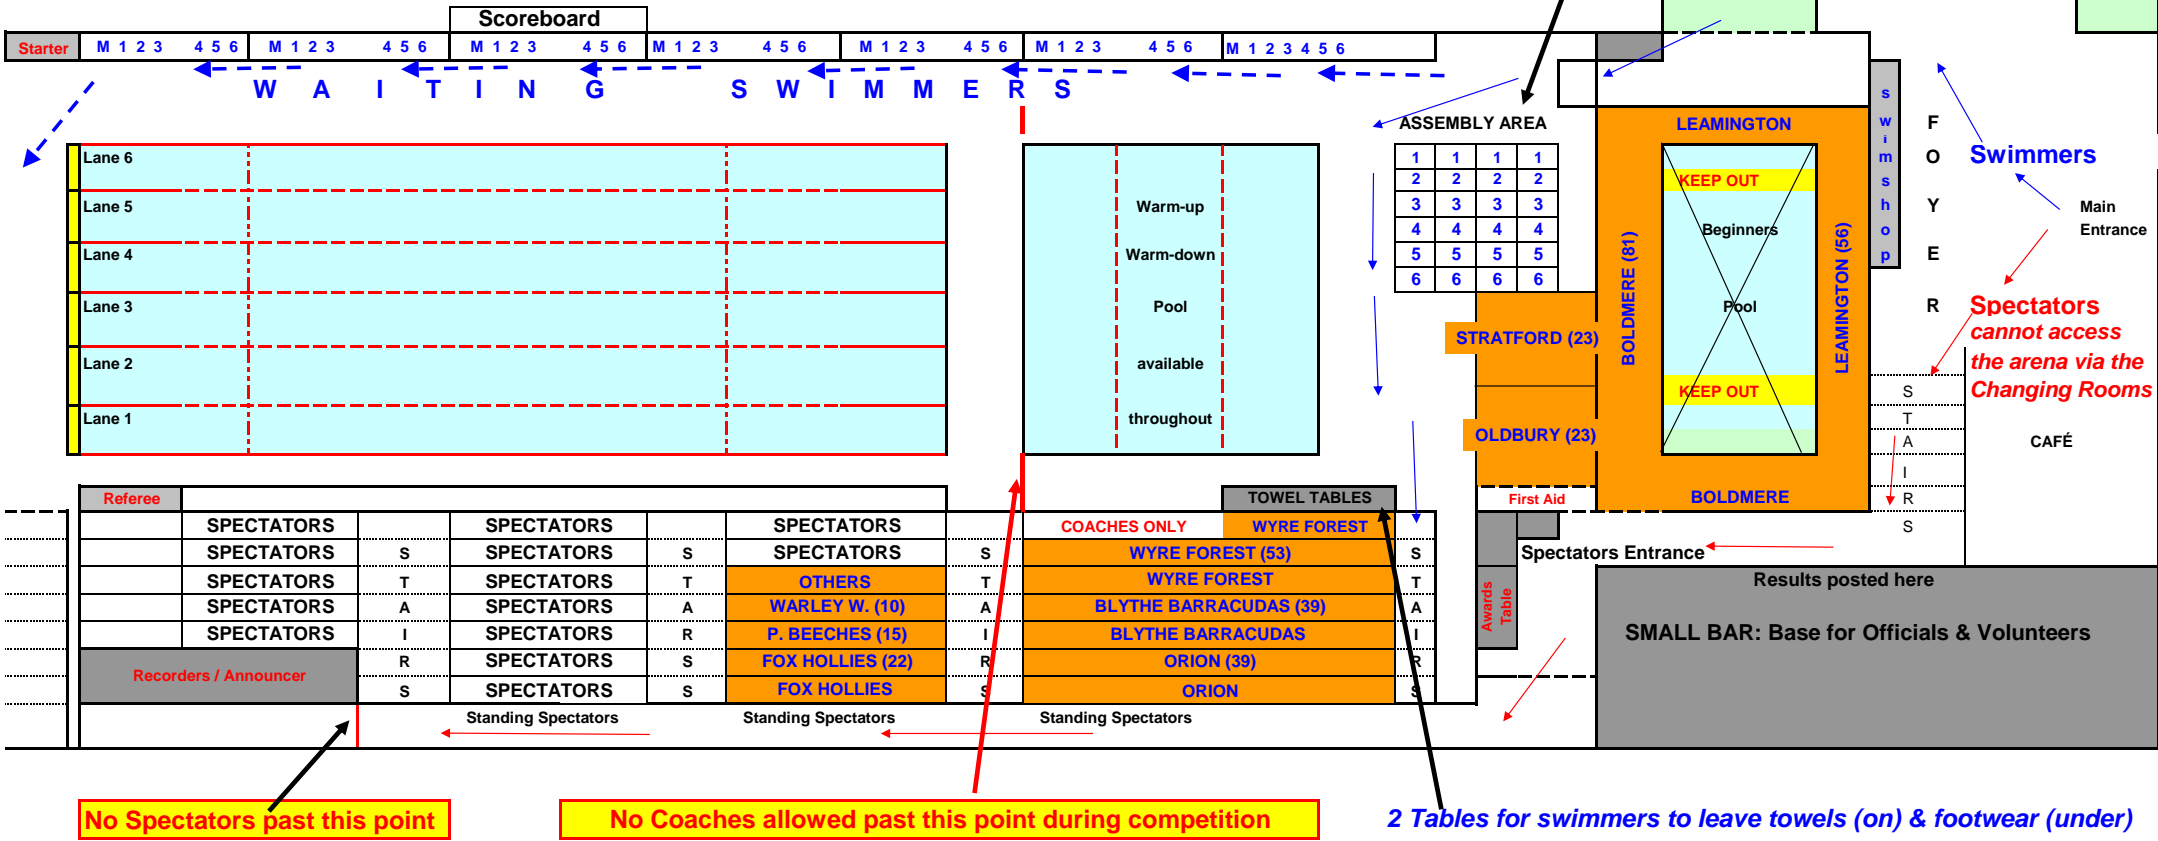 Scoreboard
Starter M 1 2 3 4 5 6 M 1 2 3 4 5 6 M 1 2 3 4 5 6 M 1 2 3 4 5 6 M 1 2 3 4 5 6 M 1 2 3 4 5 6 M 1 2 3 4 5 6
W A I T I N G S W I M M E R S
ASSEMBLY AREA
1 1 1 1
2 2 2 2
3 3 3 3
4 4 4 4
5 5 5 5
6 6 6 6
Lane 6
Lane 5
Lane 4
Lane 3
Lane 2
Lane 1
Warm-up
Warm-down
Pool
available
throughout
STRATFORD (23)
OLDBURY (23)
LEAMINGTON
BOLDMERE (81)
KEEP OUT
Beginners
Pool
KEEP OUT
LEAMINGTON (56)
BOLDMERE
swim shop
FOYER
Swimmers
Main
Entrance
Spectators
cannot access
the arena via the
Changing Rooms
STAIRS
CAFÉ
Referee
TOWEL TABLES
First Aid
SPECTATORS SPECTATORS SPECTATORS COACHES ONLY WYRE FOREST
SPECTATORS S SPECTATORS S SPECTATORS S WYRE FOREST (53) S
SPECTATORS T SPECTATORS T OTHERS T WYRE FOREST T
SPECTATORS A SPECTATORS A WARLEY W. (10) A BLYTHE BARRACUDAS (39) A
SPECTATORS I SPECTATORS R P. BEECHES (15) I BLYTHE BARRACUDAS I
Recorders / Announcer R SPECTATORS S FOX HOLLIES (22) R ORION (39) R
S SPECTATORS S FOX HOLLIES S ORION S
Standing Spectators Standing Spectators Standing Spectators
Awards
Table
Spectators Entrance
Results posted here
SMALL BAR: Base for Officials & Volunteers
No Spectators past this point
No Coaches allowed past this point during competition
2 Tables for swimmers to leave towels (on) & footwear (under)